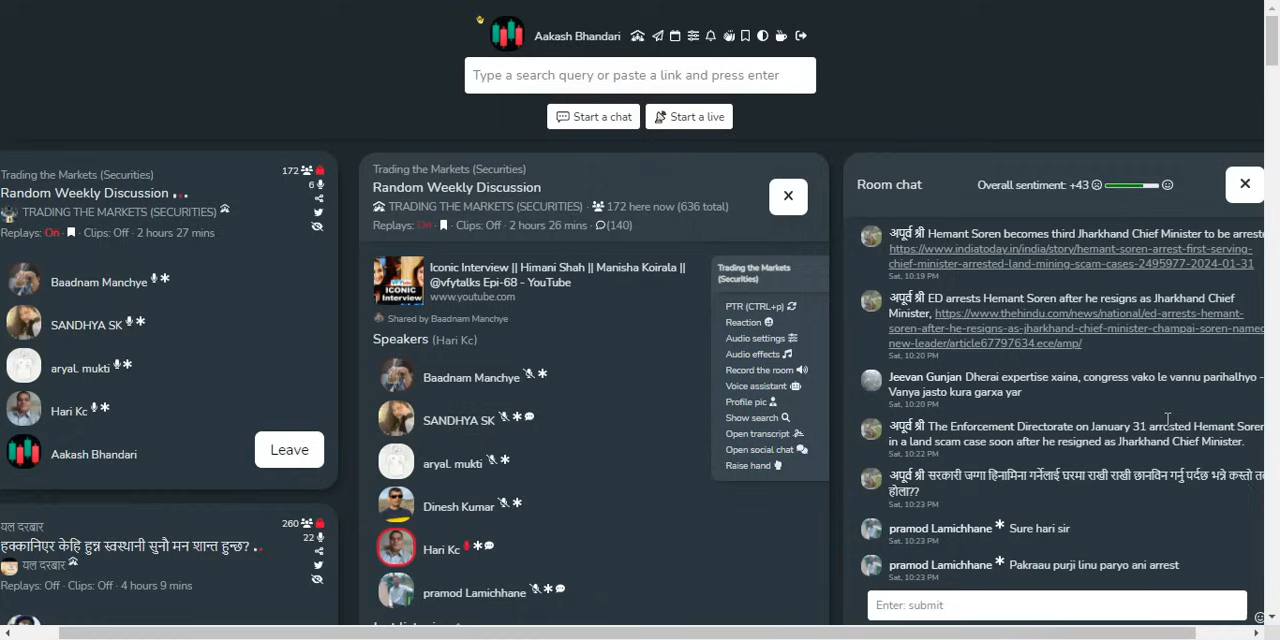 Aakash Bhandari
Type a search query or paste a link and press enter
Start a chat
Start a live
Trading the Markets (Securities)
172
Random Weekly Discussion
6
TRADING THE MARKETS (SECURITIES)
Replays: On · Clips: Off · 2 hours 27 mins
Baadnam Manchye
SANDHYA SK
aryal. mukti
Hari Kc
Aakash Bhandari
Leave
यल दरबार
260
22
हक्कानिएर केहि हुन्न स्वस्थानी सुनौ मन शान्त हुन्छ?
यल दरबार
Replays: Off · Clips: Off · 4 hours 9 mins
Trading the Markets (Securities)
Random Weekly Discussion
TRADING THE MARKETS (SECURITIES) · 172 here now (636 total)
Replays: On · Clips: Off · 2 hours 26 mins · (140)
Iconic Interview || Himani Shah || Manisha Koirala ||
@vfytalks Epi-68 - YouTube
www.youtube.com
ICONIC
Interview
Shared by Baadnam Manchye
Speakers (Hari Kc)
Baadnam Manchye
SANDHYA SK
aryal. mukti
Dinesh Kumar
Hari Kc
pramod Lamichhane
Trading the Markets
(Securities)
PTR (CTRL+p)
Reaction
Audio settings
Audio effects
Record the room
Voice assistant
Profile pic
Show search
Open transcript
Open social chat
Raise hand
Room chat
Overall sentiment: +43
अपूर्व श्री Hemant Soren becomes third Jharkhand Chief Minister to be arreste
https://www.indiatoday.in/india/story/hemant-soren-arrest-first-serving-
chief-minister-arrested-land-mining-scam-cases-2495977-2024-01-31
Sat, 10:19 PM
अपूर्व श्री ED arrests Hemant Soren after he resigns as Jharkhand Chief
Minister, https://www.thehindu.com/news/national/ed-arrests-hemant-
soren-after-he-resigns-as-jharkhand-chief-minister-champai-soren-named
new-leader/article67797634.ece/amp/
Sat, 10:20 PM
Jeevan Gunjan Dherai expertise xaina, congress vako le vannu parihalhyo –
Vanya jasto kura garxa yar
Sat, 10:20 PM
अपूर्व श्री The Enforcement Directorate on January 31 arrested Hemant Soren
in a land scam case soon after he resigned as Jharkhand Chief Minister.
Sat, 10:22 PM
अपूर्व श्री सरकारी जग्गा हिनामिना गर्नेलाई घरमा राखी राखी छानविन गर्नु पर्दछ भन्ने कस्तो
होला??
Sat, 10:23 PM
pramod Lamichhane Sure hari sir
Sat, 10:23 PM
pramod Lamichhane Pakraau purji linu paryo ani arrest
Sat, 10:23 PM
Enter: submit